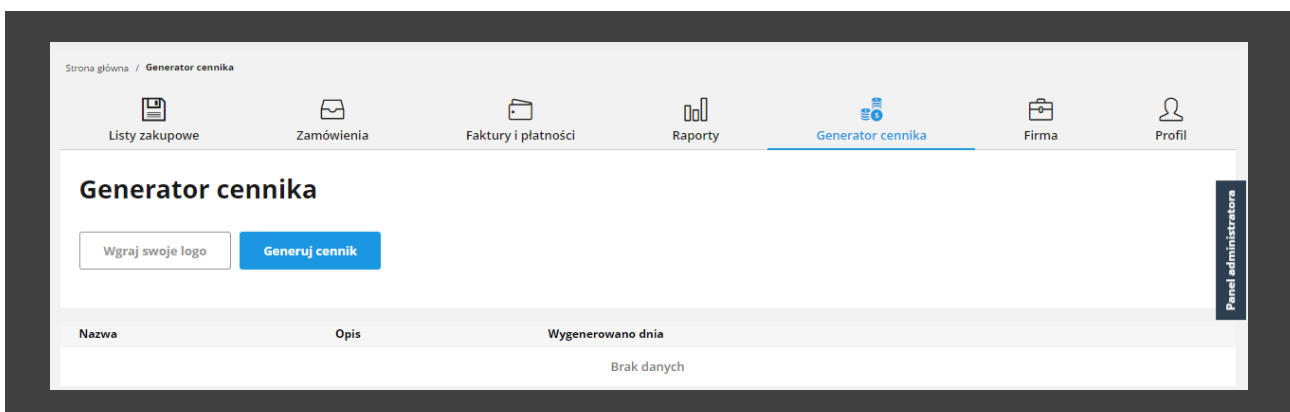 Strona główna / Generator cennika
Listy zakupowe Zamówienia Faktury i płatności Raporty Generator cennika Firma Profil
Generator cennika
Wgraj swoje logo Generuj cennik
Panel administratora
Nazwa Opis Wygenerowano dnia
Brak danych